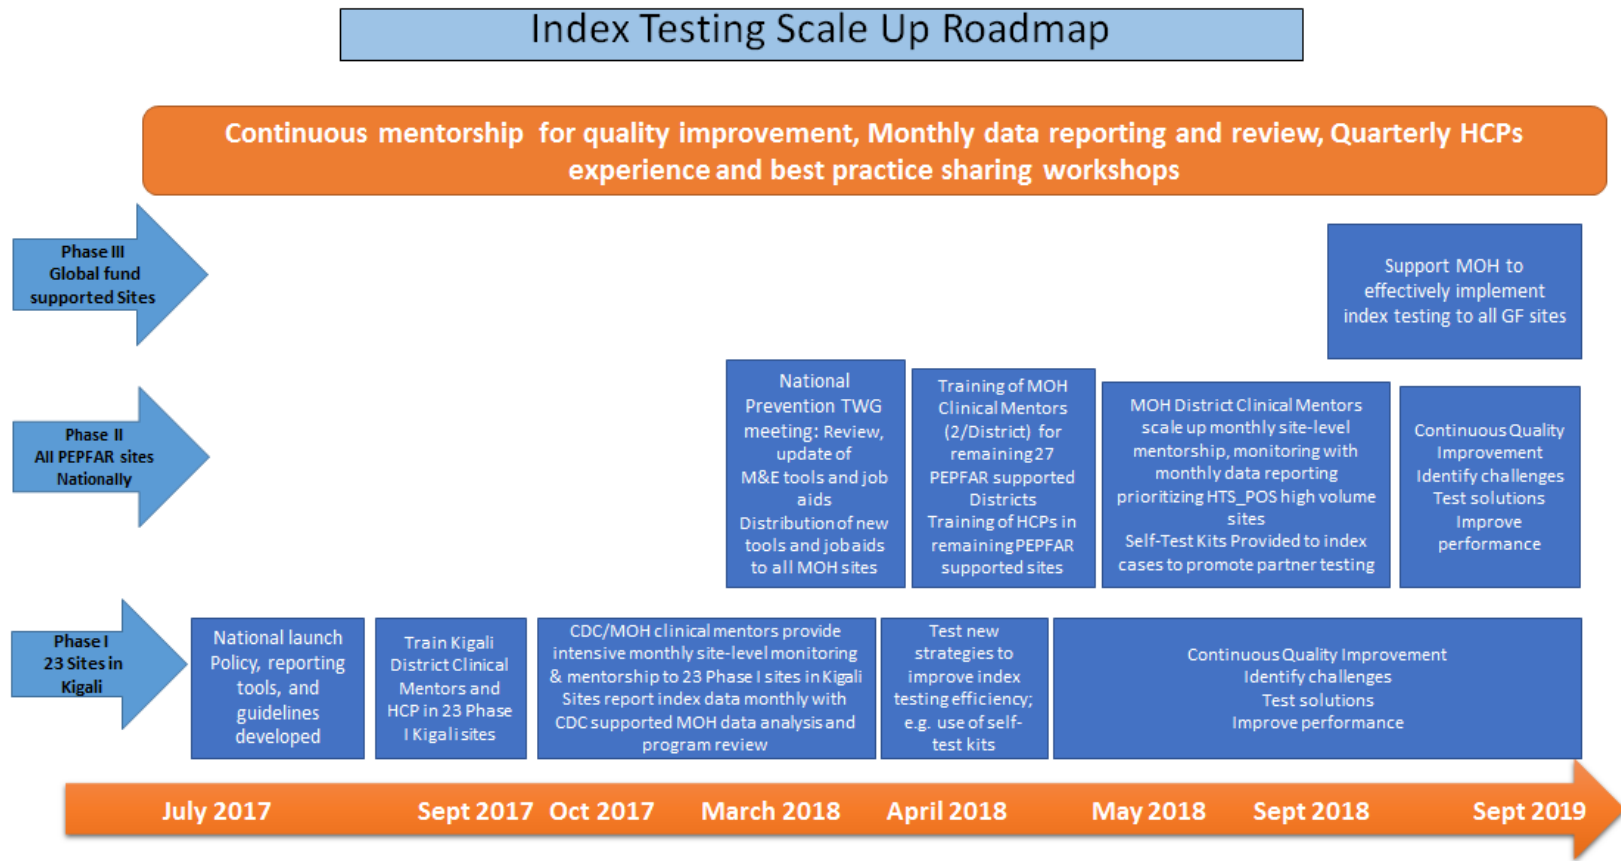 Index Testing Scale Up Roadmap
Continuous mentorship for quality improvement, Monthly data reporting and review, Quarterly HCPs
experience and best practice sharing workshops
Phase III
Global fund
supported Sites
Support MOH to
effectively implement
index testing to all GF sites
Phase II
All PEPFAR sites
Nationally
National
Prevention TWG
meeting: Review,
update of
M&E tools and job
aids
Distribution of new
tools and jobaids
to all MOH sites
Training of MOH
Clinical Mentors
(2/District) for
remaining 27
PEPFAR supported
Districts
Training of HCPs in
remaining PEPFAR
supported sites
MOH District Clinical Mentors
scale up monthly site-level
mentorship, monitoring with
monthly data reporting
prioritizing HTS_POS high volume
sites
Self-Test Kits Provided to index
cases to promote partner testing
Continuous Quality
Improvement
Identify challenges
Test solutions
Improve
performance
Phase I
23 Sites in
Kigali
National launch
Policy, reporting
tools, and
guidelines
developed
Train Kigali
District Clinical
Mentors and
HCP in 23 Phase
I Kigali sites
CDC/MOH clinical mentors provide
intensive monthly site-level monitoring
& mentorship to 23 Phase I sites in Kigali
Sites report index data monthly with
CDC supported MOH data analysis and
program review
Test new
strategies to
improve index
testing efficiency;
e.g. use of self-
test kits
Continuous Quality Improvement
Identify challenges
Test solutions
Improve performance
July 2017 Sept 2017 Oct 2017 March 2018 April 2018 May 2018 Sept 2018 Sept 2019